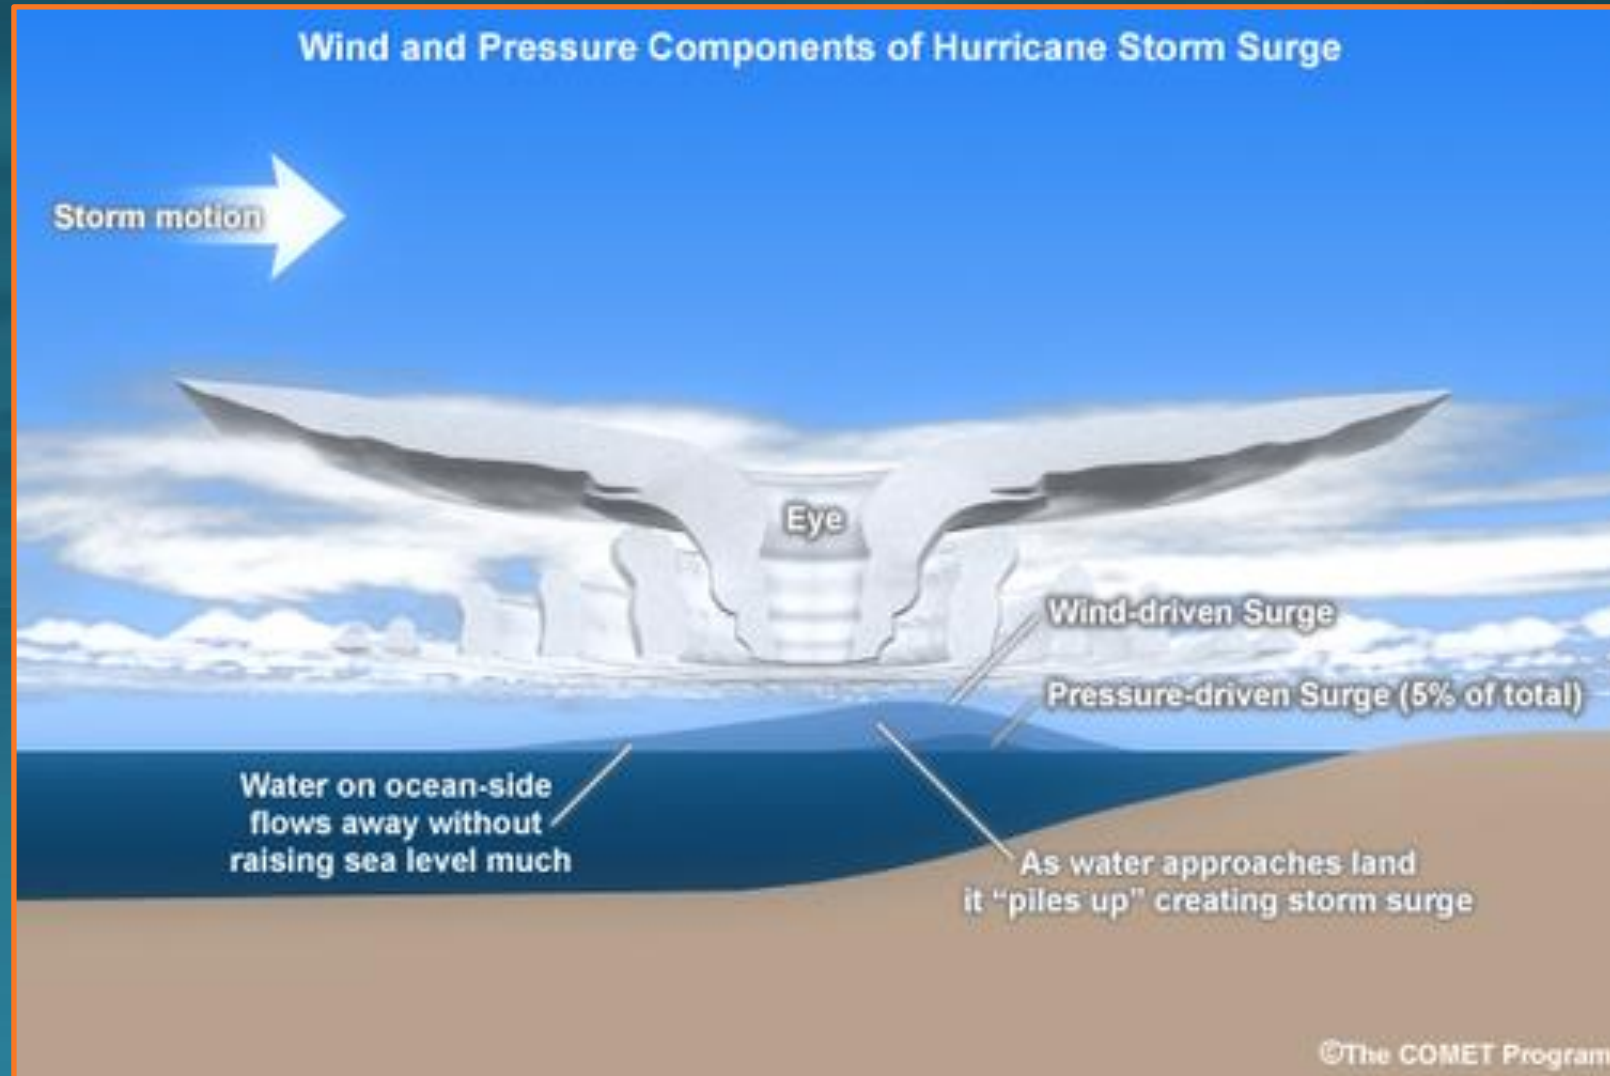 Wind and Pressure Components of Hurricane Storm Surge
Storm motion
Eye
Wind-driven Surge
Pressure-driven Surge (5% of total)
Water on ocean-side
flows away without
raising sea level much
As water approaches land
it “piles up” creating storm surge
©The COMET Program